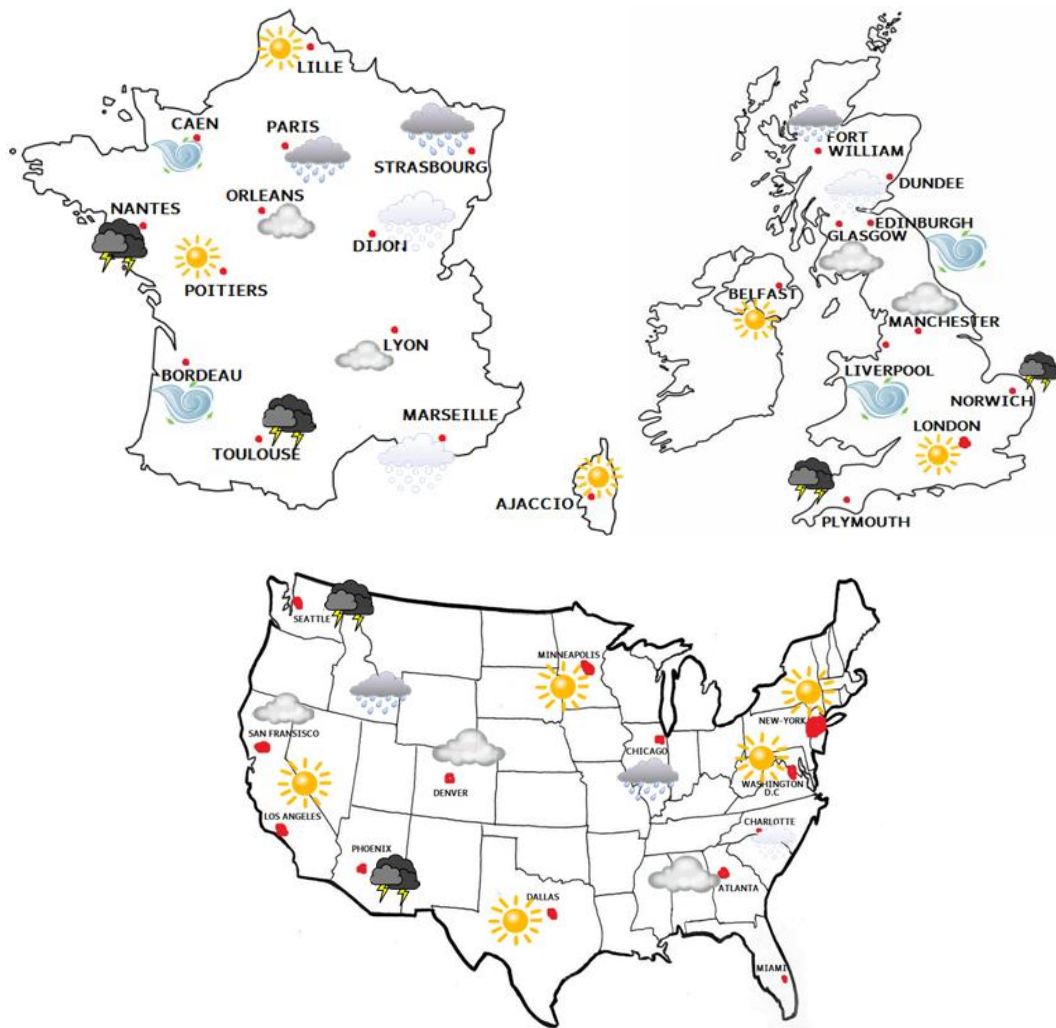 LILLE
CAEN
PARIS
STRASBOURG
ORLEANS
NANTES
DIJON
POITIERS
LYON
BORDEAU
MARSEILLE
TOULOUSE
AJACCIO
FORT
WILLIAM
DUNDEE
EDINBURGH
GLASGOW
BELFAST
MANCHESTER
LIVERPOOL
NORWICH
LONDON
PLYMOUTH
SEATTLE
MINNEAPOLIS
NEW-YORK
SAN FRANSISCO
CHICAGO
DENVER
WASHINGTON
D.C
LOS ANGELES
CHARLOTTE
PHOENIX
ATLANTA
DALLAS
MIAMI